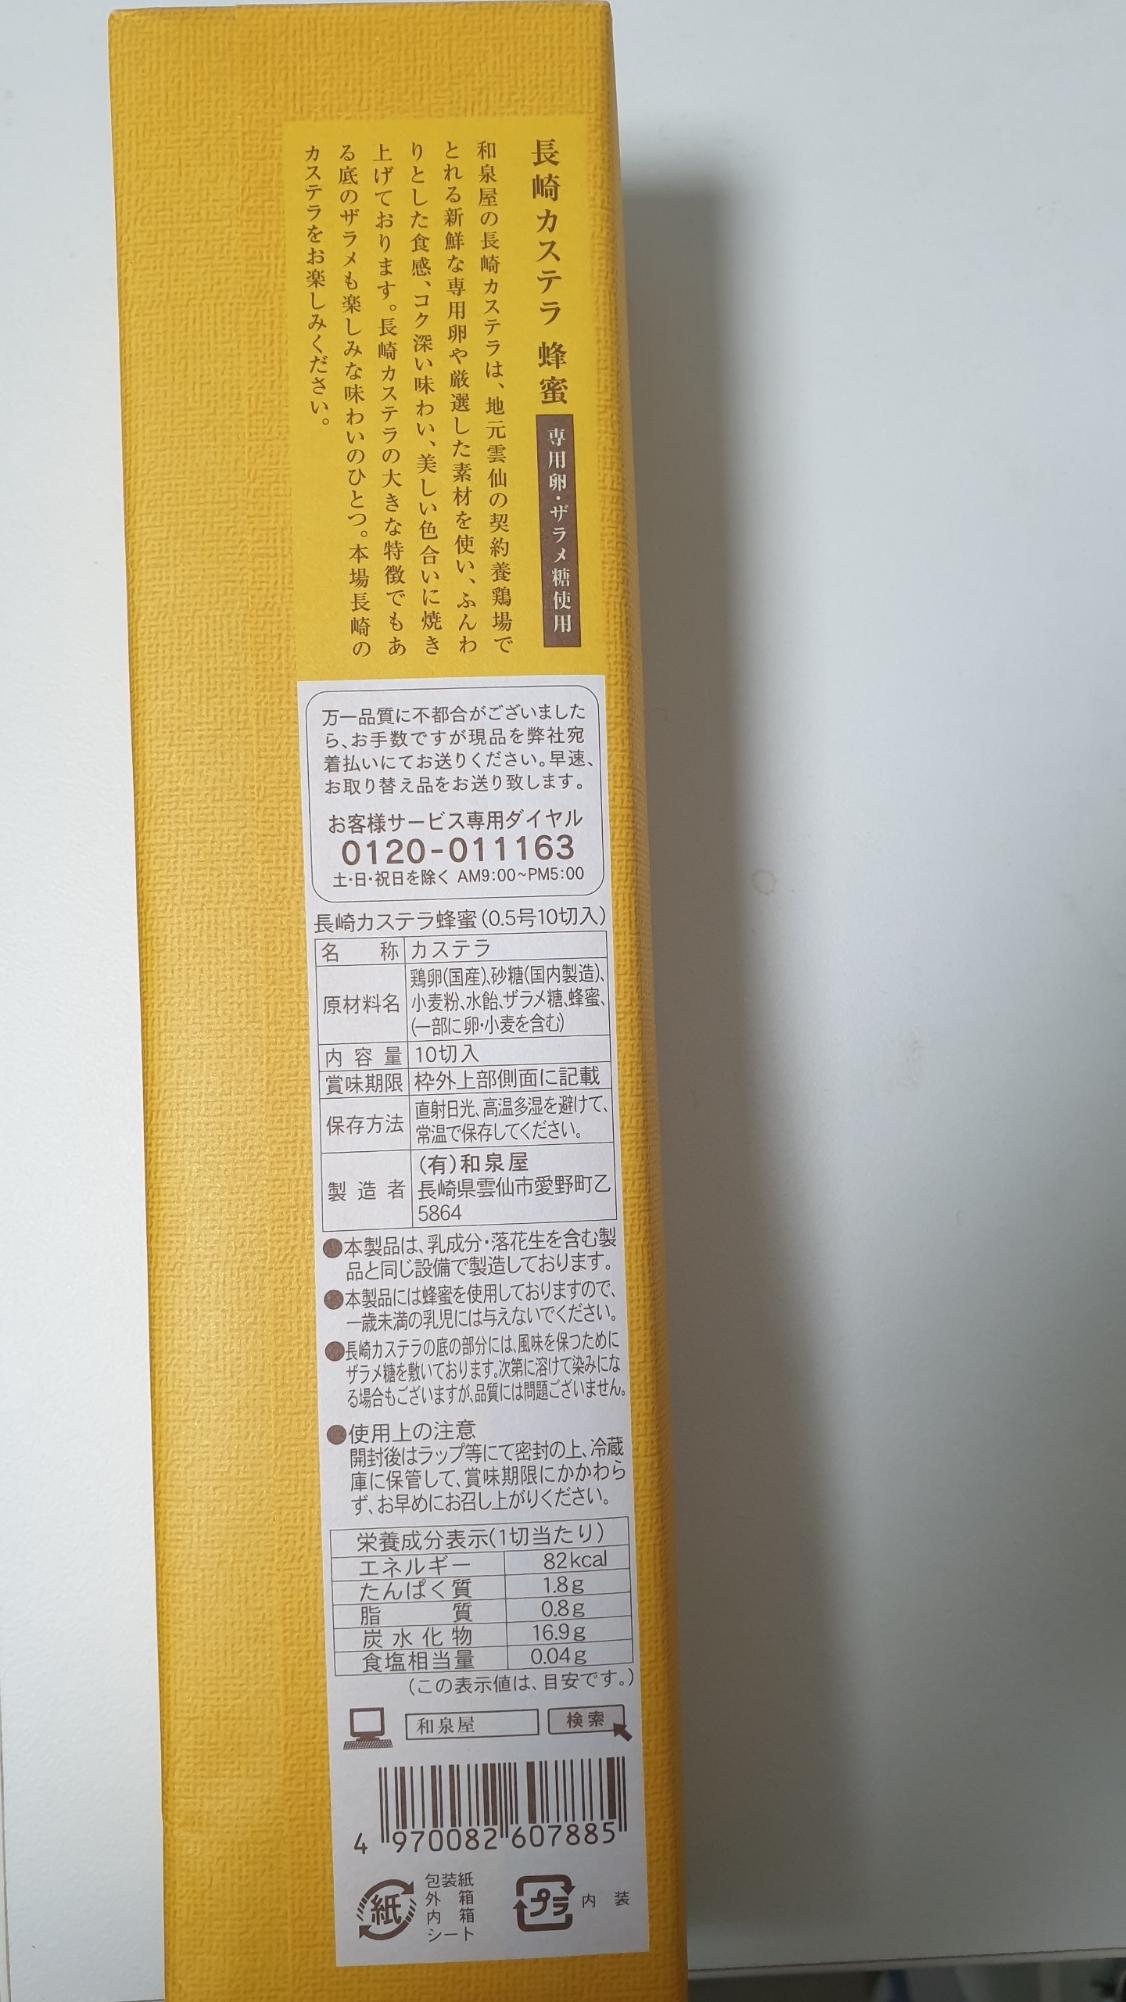 長崎カステラ 蜂蜜
専用卵・ザラメ糖使用
和泉屋の長崎カステラは、地元雲仙の契約養鶏場で
とれる新鮮な専用卵や厳選した素材を使い、ふんわ
りとした食感、コク深い味わい、美しい色合いに焼き
上げております。長崎カステラの大きな特徴でもあ
る底のザラメも楽しみな味わいのひとつ。本場長崎の
カステラをお楽しみください。
万一品質に不都合がございました
ら、お手数ですが現品を弊社宛
着払いにてお送りください。早速、
お取り替え品をお送り致します。
お客様サービス専用ダイヤル
0120-011163
土・日・祝日を除く AM9:00~PM5:00
長崎カステラ蜂蜜(0.5号10切入)
名 称 カステラ
原材料名 鶏卵(国産)、砂糖(国内製造)、
小麦粉、水飴、ザラメ糖、蜂蜜、
(一部に卵・小麦を含む)
内容量 10切入
賞味期限 枠外上部側面に記載
保存方法 直射日光、高温多湿を避けて、
常温で保存してください。
製造者 (有)和泉屋
長崎県雲仙市愛野町乙
5864
●本製品は、乳成分・落花生を含む製
品と同じ設備で製造しております。
●本製品には蜂蜜を使用しておりますので、
一歳未満の乳児には与えないでください。
●長崎カステラの底の部分には、風味を保つために
ザラメ糖を敷いております。次第に溶けて染みにな
る場合もございますが、品質には問題ございません。
●使用上の注意
開封後はラップ等にて密封の上、冷蔵
庫に保管して、賞味期限にかかわら
ず、お早めにお召し上がりください。
栄養成分表示(1切当たり)
エネルギー 82kcal
たんぱく質 1.8g
脂質 0.8g
炭水化物 16.9g
食塩相当量 0.04g
(この表示値は、目安です。)
和泉屋 検索
4 970082 607885
紙 包装紙
外箱
内箱
シート
プラ 内装